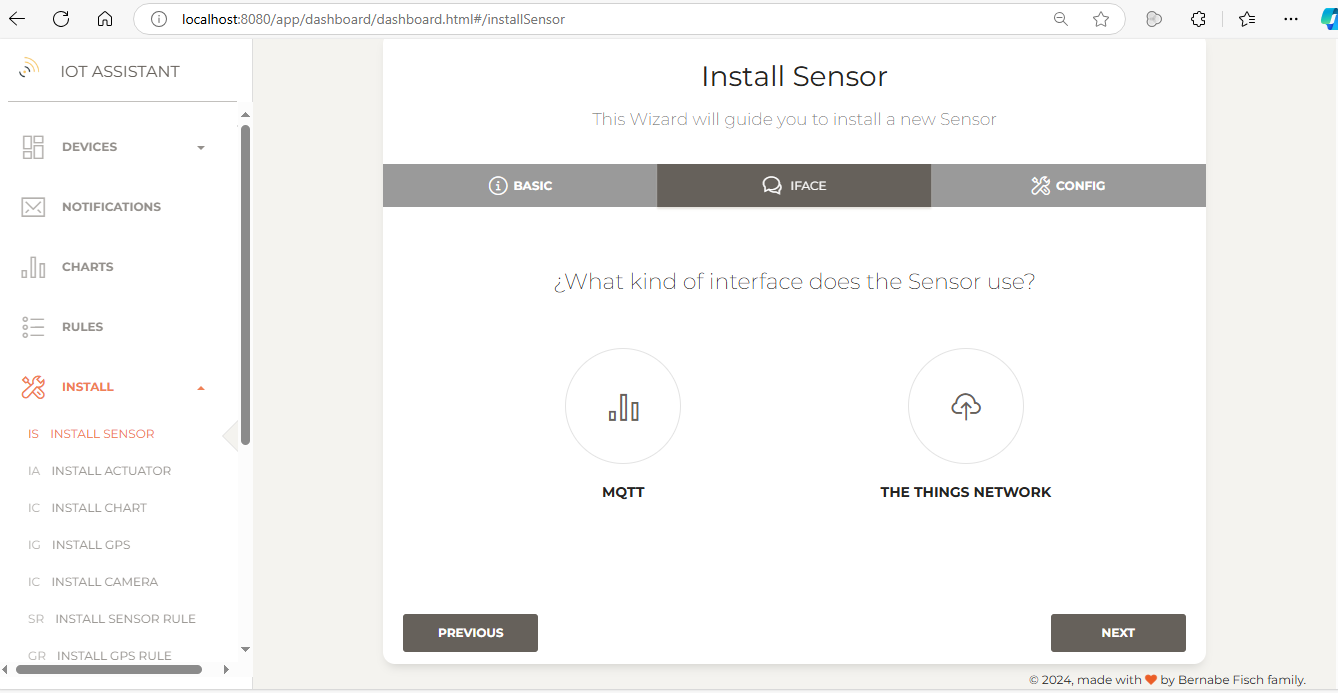 localhost:8080/app/dashboard/dashboard.html#/installSensor
IOT ASSISTANT
DEVICES
NOTIFICATIONS
CHARTS
RULES
INSTALL
IS INSTALL SENSOR
IA INSTALL ACTUATOR
IC INSTALL CHART
IG INSTALL GPS
IC INSTALL CAMERA
SR INSTALL SENSOR RULE
GR INSTALL GPS RULE
Install Sensor
This Wizard will guide you to install a new Sensor
BASIC
IFACE
CONFIG
¿What kind of interface does the Sensor use?
MQTT
THE THINGS NETWORK
PREVIOUS
NEXT
© 2024, made with ❤ by Bernabe Fisch family.